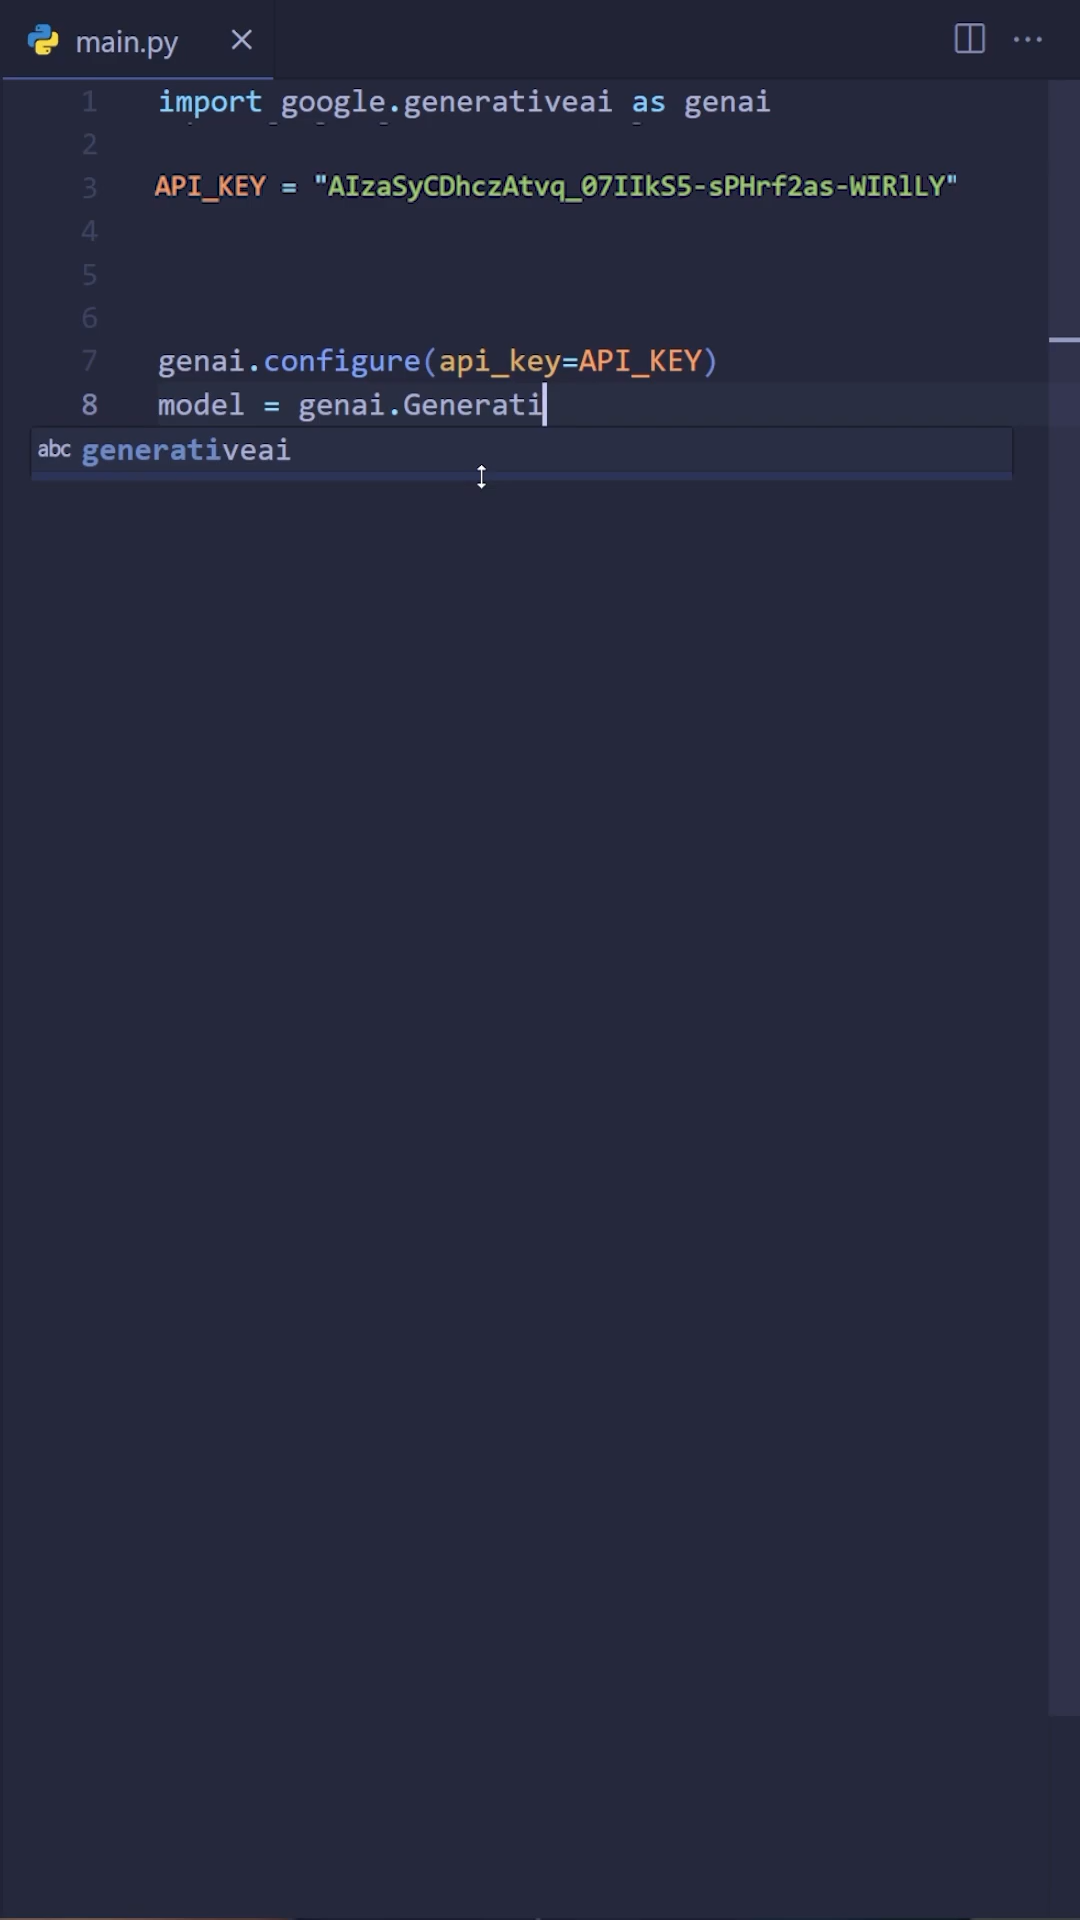 main.py
1 import google.generativeai as genai
2
3 API_KEY = "AIzaSyCDhczAtvq_07IIkS5-sPHrf2as-WIRlLY"
4
5
6
7 genai.configure(api_key=API_KEY)
8 model = genai.Generati
abc generativeai